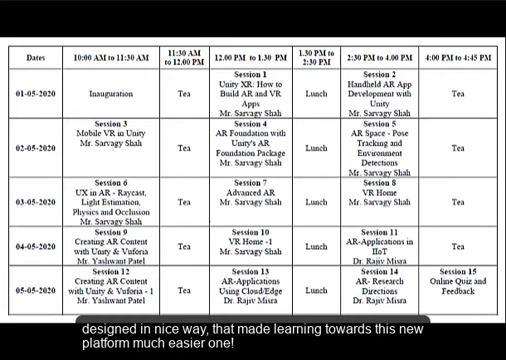 Dates 10:00 AM to 11:30 AM 11:30 AM to 12.00 PM 12.00 PM to 1.30 PM 1.30 PM to 2:30 PM 2:30 PM to 4.00 PM 4:00 PM to 4:45 PM
01-05-2020 Inauguration Tea Session 1 Unity XR: How to Build AR and VR Apps Mr. Sarvagy Shah Lunch Session 2 Handheld AR App Development with Unity Mr. Sarvagy Shah Tea
02-05-2020 Session 3 Mobile VR in Unity Mr. Sarvagy Shah Tea Session 4 AR Foundation with Unity's AR Foundation Package Mr. Sarvagy Shah Lunch Session 5 AR Space - Pose Tracking and Environment Detections Mr. Sarvagy Shah Tea
03-05-2020 Session 6 UX in AR - Raycast, Light Estimation, Physics and Occlusion Mr. Sarvagy Shah Tea Session 7 Advanced AR Mr. Sarvagy Shah Lunch Session 8 VR Home Mr. Sarvagy Shah Tea
04-05-2020 Session 9 Creating AR Content with Unity & Vuforia Mr. Yashwant Patel Tea Session 10 VR Home -1 Mr. Sarvagy Shah Lunch Session 11 AR-Applications in IIoT Dr. Rajiv Misra Tea
05-05-2020 Session 12 Creating AR Content with Unity & Vuforia - 1 Mr. Yashwant Patel Tea Session 13 AR-Applications Using Cloud/Edge Dr. Rajiv Misra Lunch Session 14 AR- Research Directions Dr. Rajiv Misra Session 15 Online Quiz and Feedback
designed in nice way, that made learning towards this new
platform much easier one!